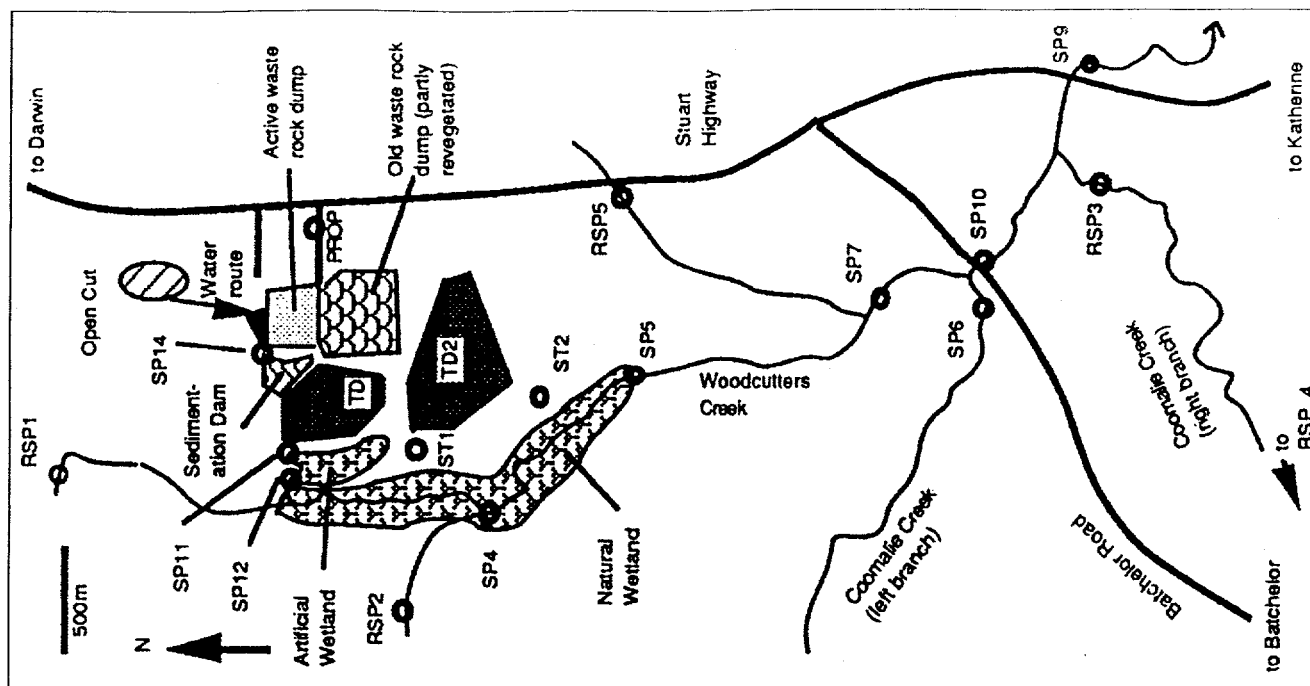 to Darwin
Open Cut
Active waste
rock dump
Old waste rock
dump (partly
revegetated)
Water
route
PROP
SP14
Sediment-
ation Dam
RSP1
SP11
SP12
500m
N
Artificial
Wetland
TD
TD2
ST1
ST2
RSP2
SP4
Natural
Wetland
SP5
Woodcutters
Creek
RSP5
Stuart
Highway
SP7
SP10
SP6
SP9
RSP3
Coomalie Creek
(left branch)
Coomalie Creek
(right branch)
Batchelor Road
to Batchelor
to
RSP 4
to Katherine